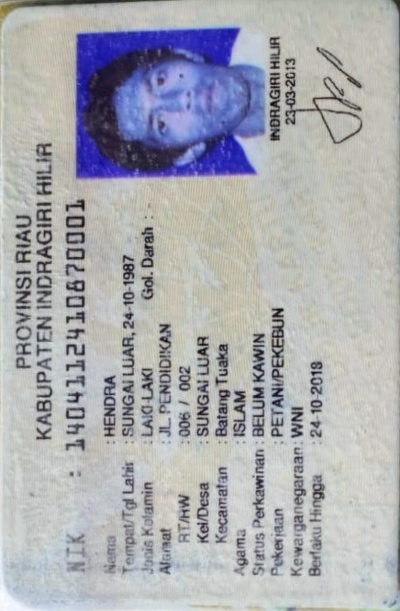 PROVINSI RIAU
KABUPATEN INDRAGIRI HILIR
NIK : 1404112410870001
Nama : HENDRA
Tempat/Tgl Lahir : SUNGAI LUAR, 24-10-1987
Jenis Kelamin : LAKI-LAKI Gol. Darah : -
Alamat : JL. PENDIDIKAN
RT/RW : 006 / 002
Kel/Desa : SUNGAI LUAR
Kecamatan : Batang Tuaka
Agama : ISLAM
Status Perkawinan : BELUM KAWIN
Pekerjaan : PETANI/PEKEBUN
Kewarganegaraan : WNI
Berlaku Hingga : 24-10-2018
INDRAGIRI HILIR
23-03-2013